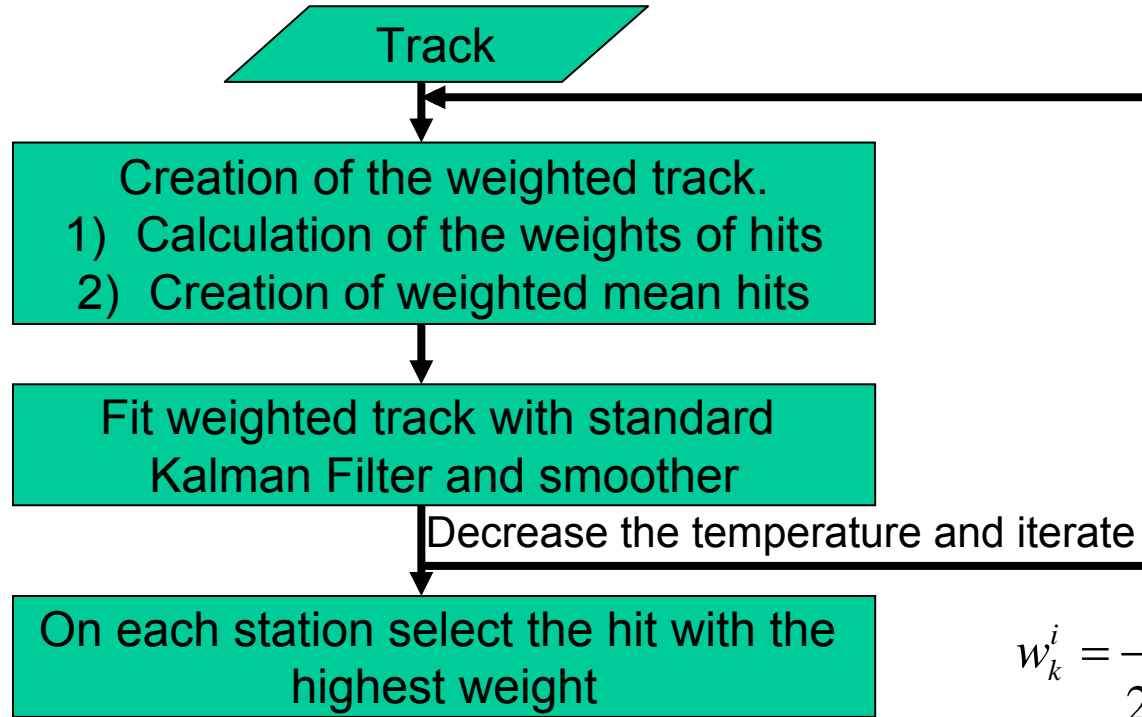 Track
Creation of the weighted track.
1) Calculation of the weights of hits
2) Creation of weighted mean hits
Fit weighted track with standard
Kalman Filter and smoother
Decrease the temperature and iterate
On each station select the hit with the
highest weight
w_k^i =